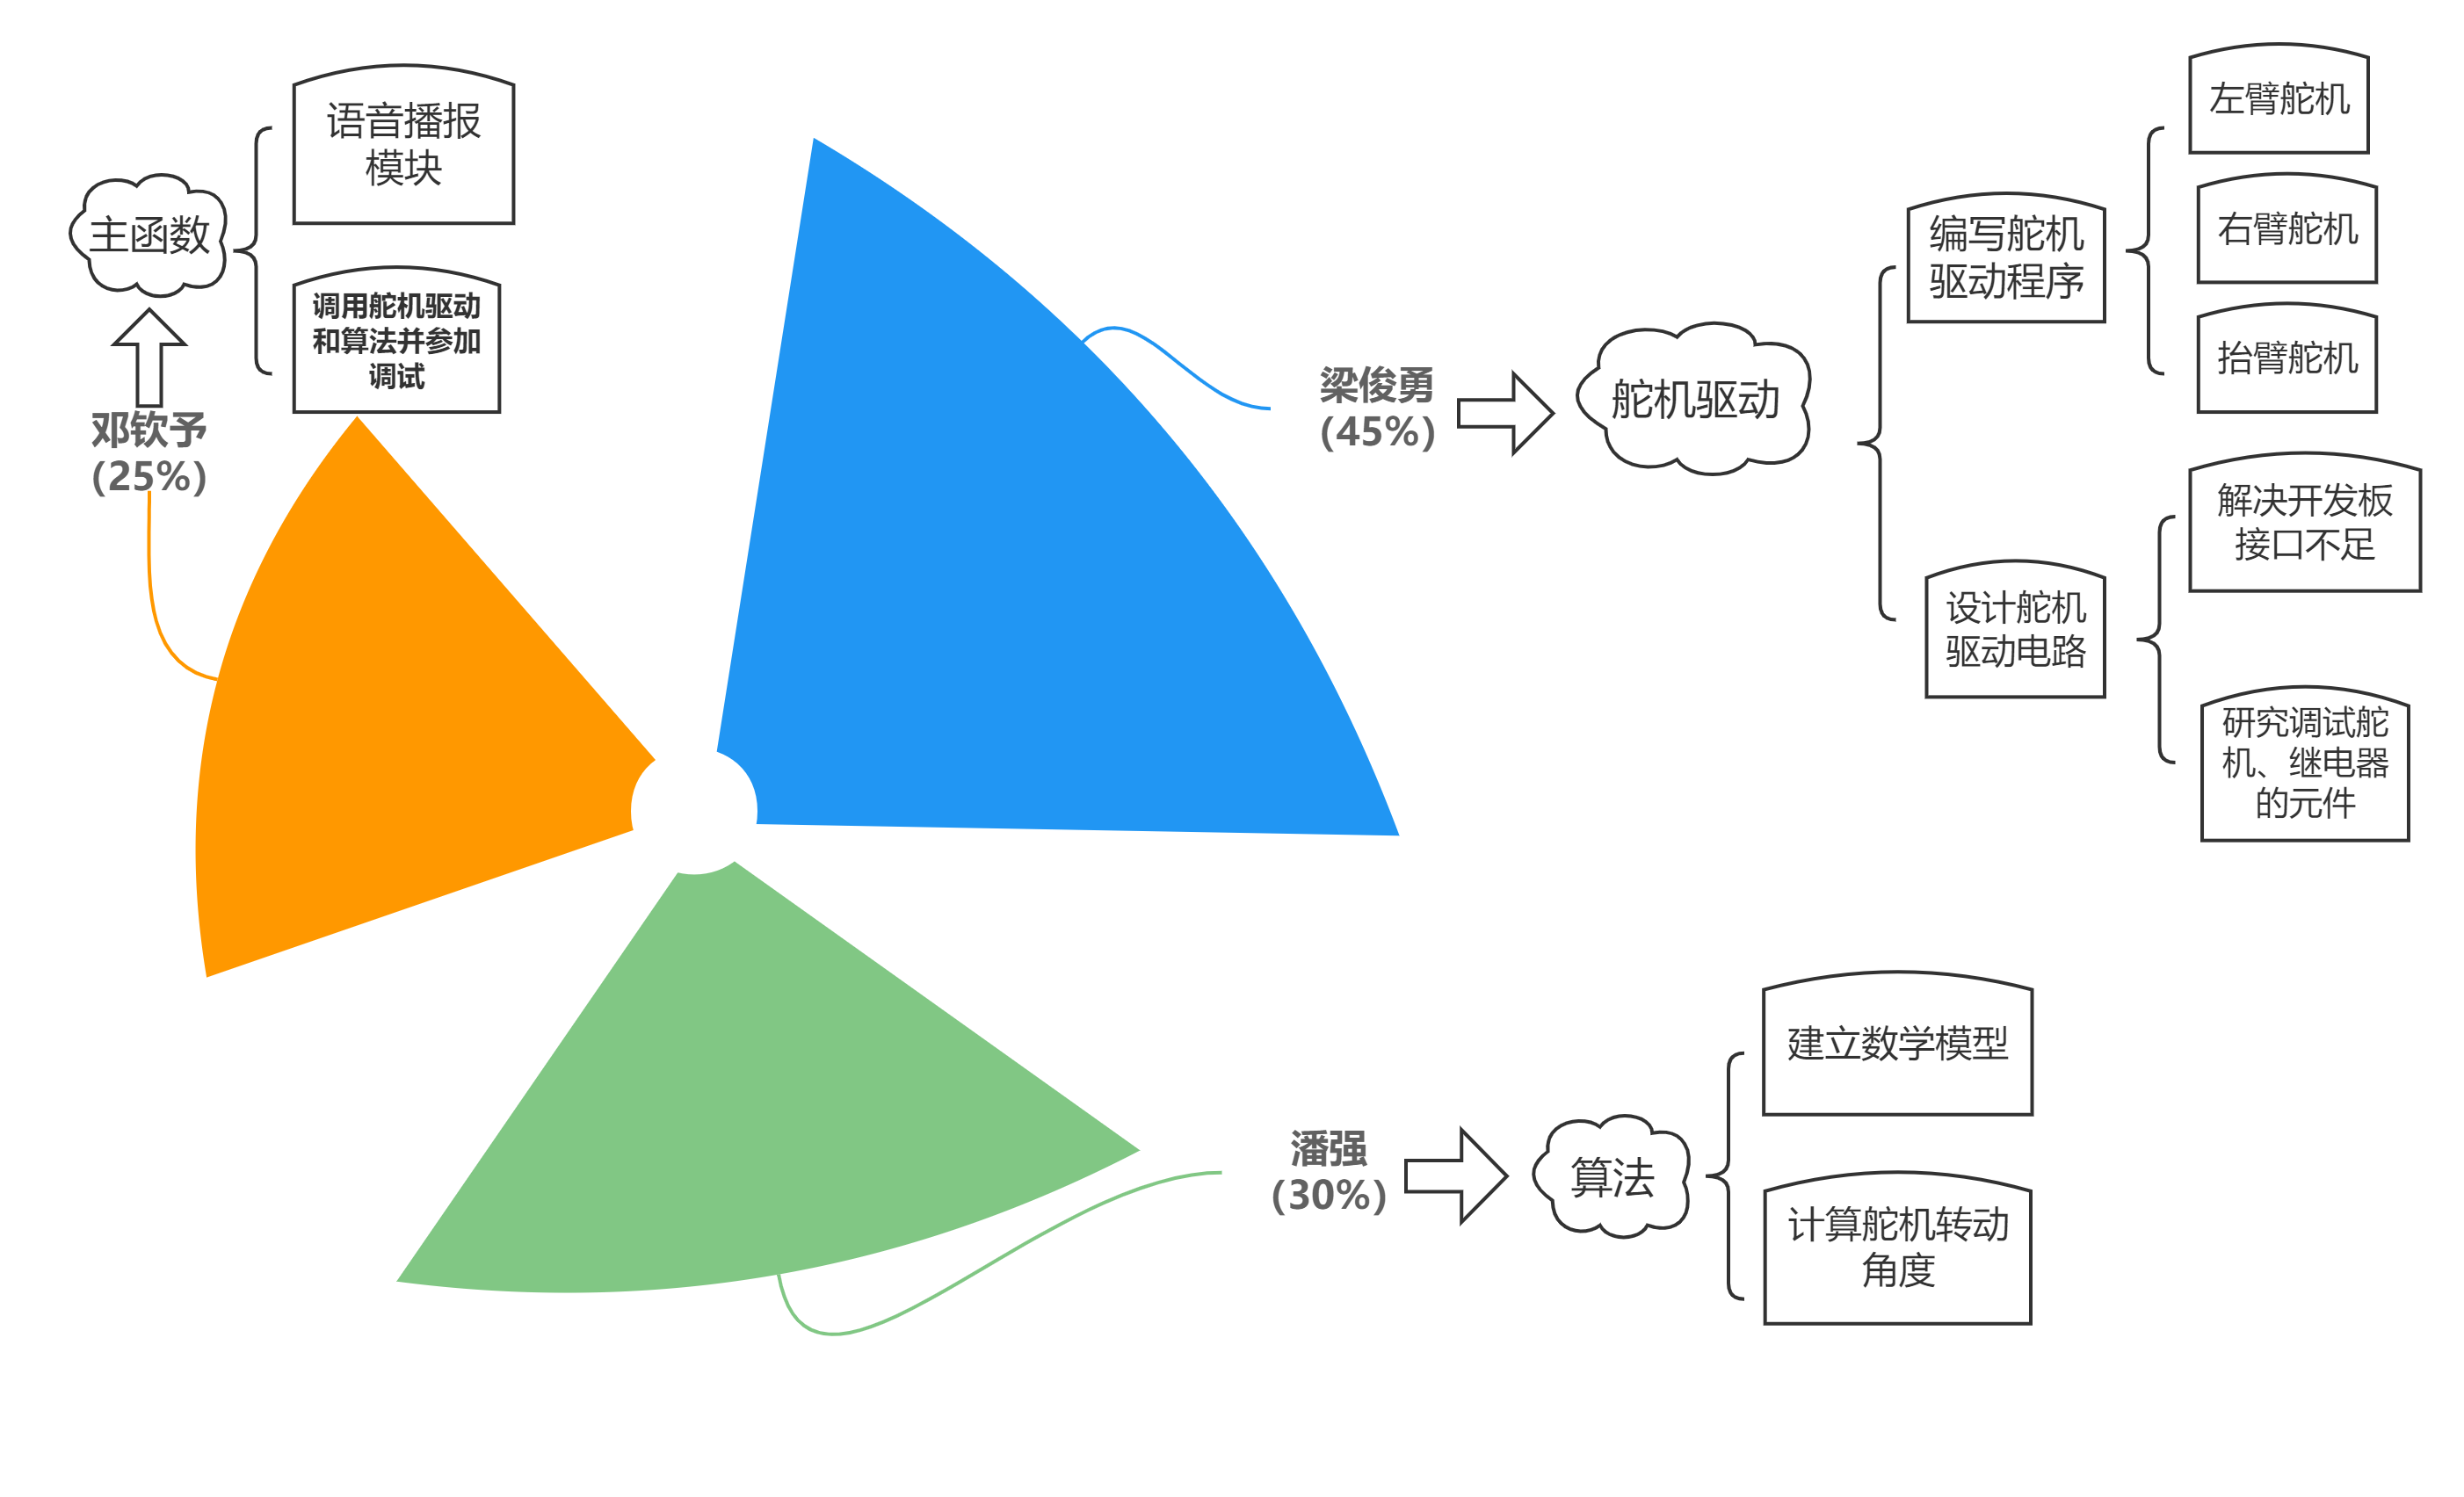 语音播报
模块
主函数
调用舵机驱动
和算法并参加
调试
邓钦予
(25%)
梁俊勇
(45%)
舵机驱动
编写舵机
驱动程序
左臂舵机
右臂舵机
抬臂舵机
设计舵机
驱动电路
解决开发板
接口不足
研究调试舵
机、继电器
的元件
潘强
(30%)
算法
建立数学模型
计算舵机转动
角度